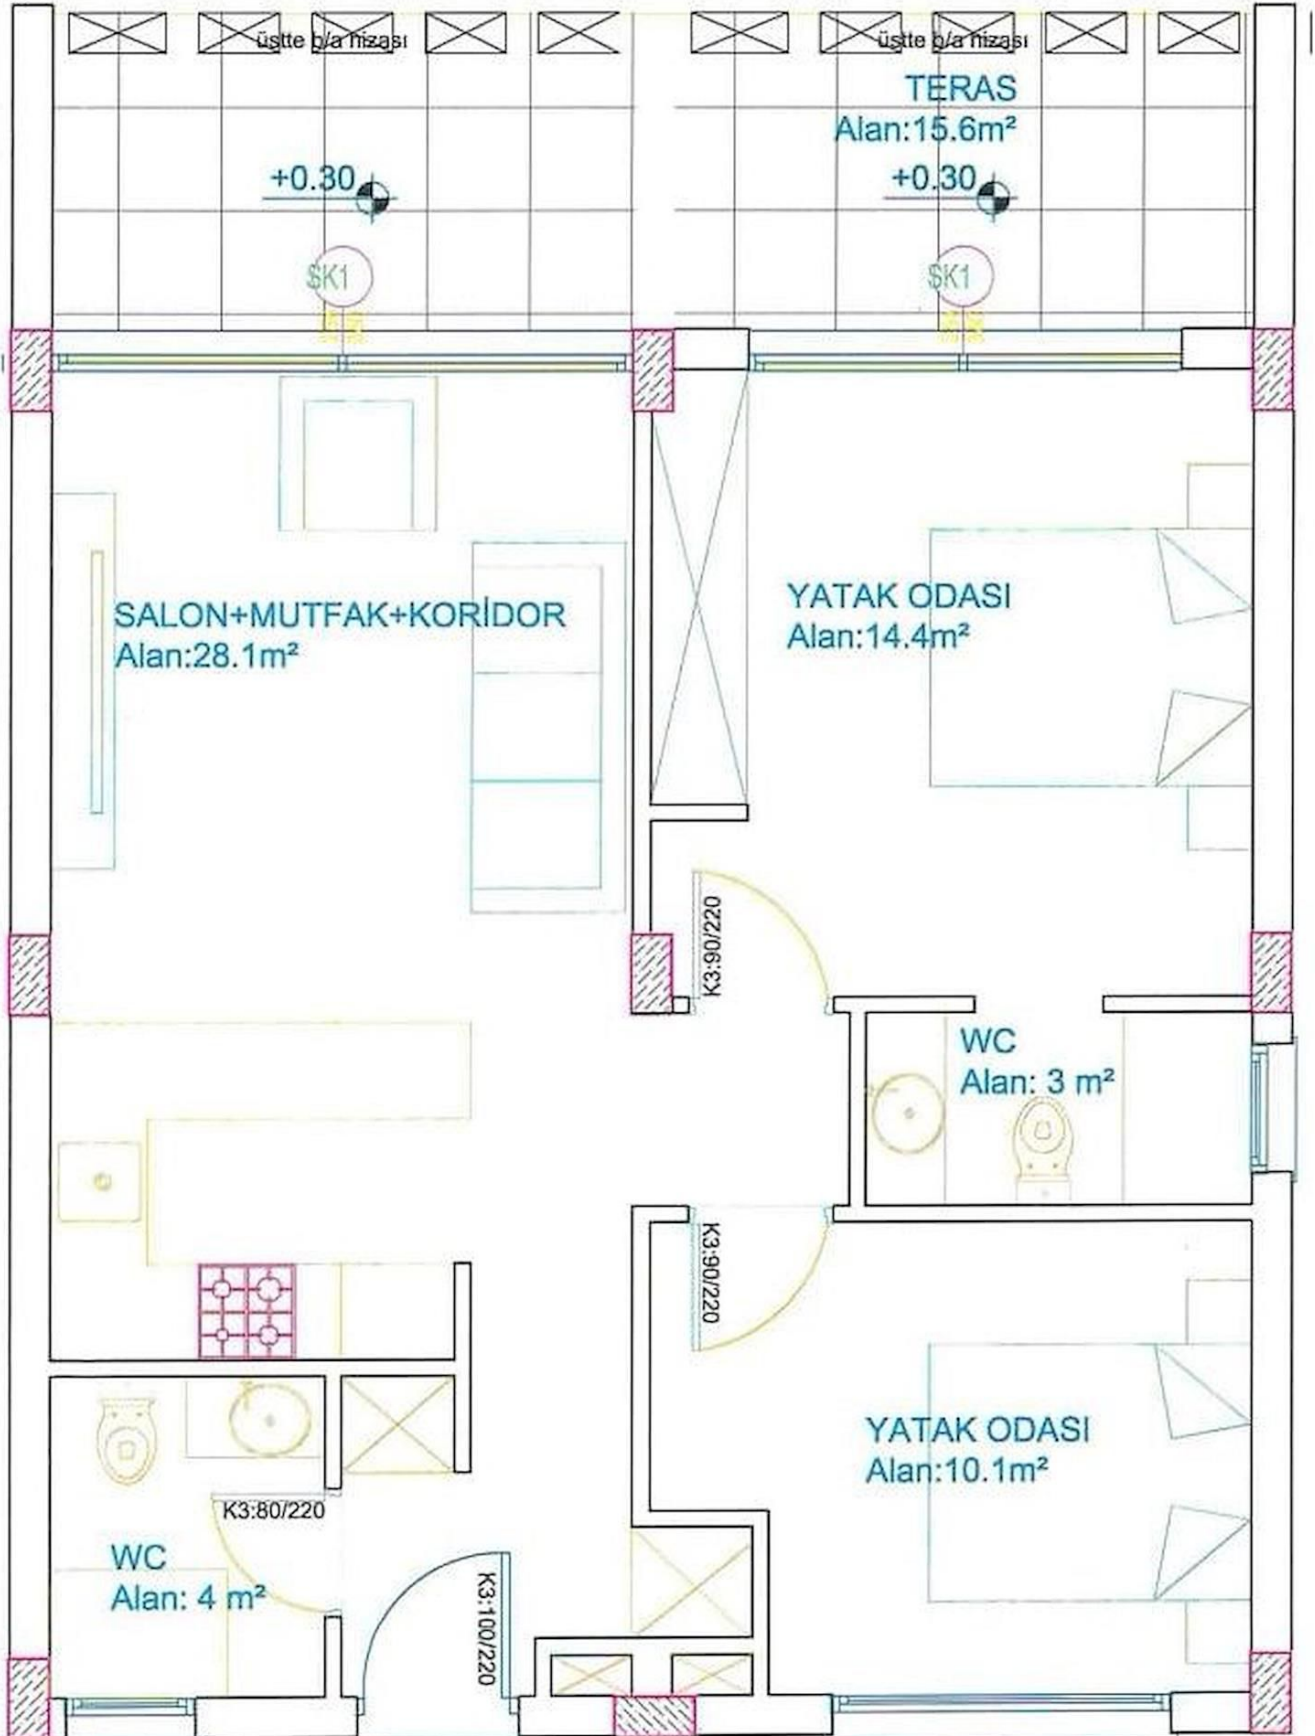 üstte b/a hizası
üstte b/a hizası
TERAS
Alan:15.6m²
+0.30
+0.30
SK1
SK1
SALON+MUTFAK+KORİDOR
Alan:28.1m²
YATAK ODASI
Alan:14.4m²
K3:90/220
WC
Alan: 3 m²
K3:90/220
YATAK ODASI
Alan:10.1m²
K3:80/220
WC
Alan: 4 m²
K3:100/220